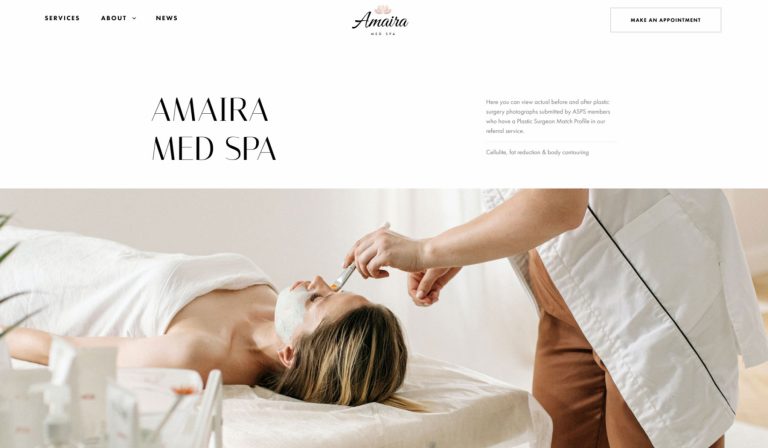 SERVICES
ABOUT
NEWS
Amaira
MED SPA
MAKE AN APPOINTMENT
AMAIRA
MED SPA
Here you can view actual before and after plastic
surgery photographs submitted by ASPS members
who have a Plastic Surgeon Match Profile in our
referral service.
Cellulite, fat reduction & body contouring